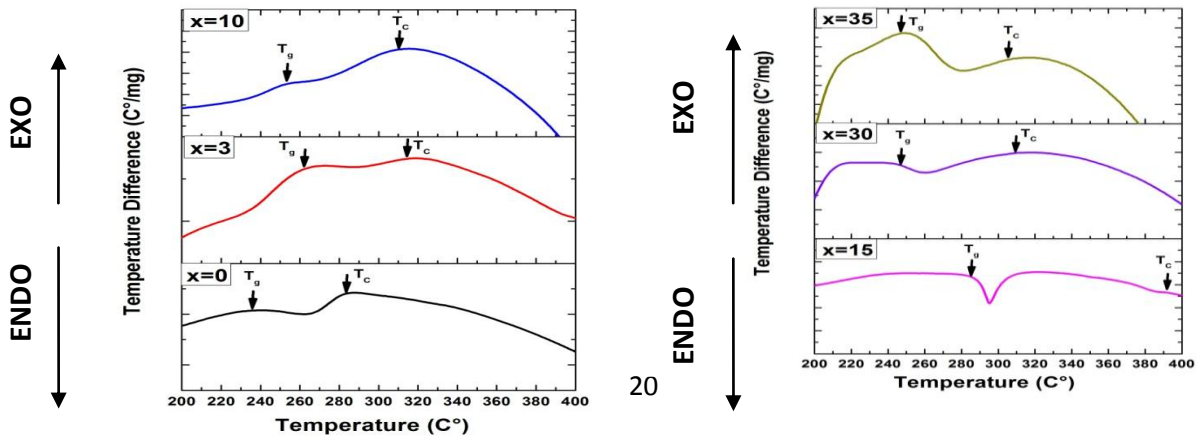 EXO
ENDO
Temperature Difference (C°/mg)
x=10
Tg
Tc
x=3
Tg
Tc
x=0
Tg
Tc
200 220 240 260 280 300 320 340 360 380 400
Temperature (C°)
20
EXO
ENDO
Temperature Difference (C°/mg)
x=35
Tg
Tc
x=30
Tg
Tc
x=15
Tg
Tc
200 220 240 260 280 300 320 340 360 380 400
Temperature (C°)